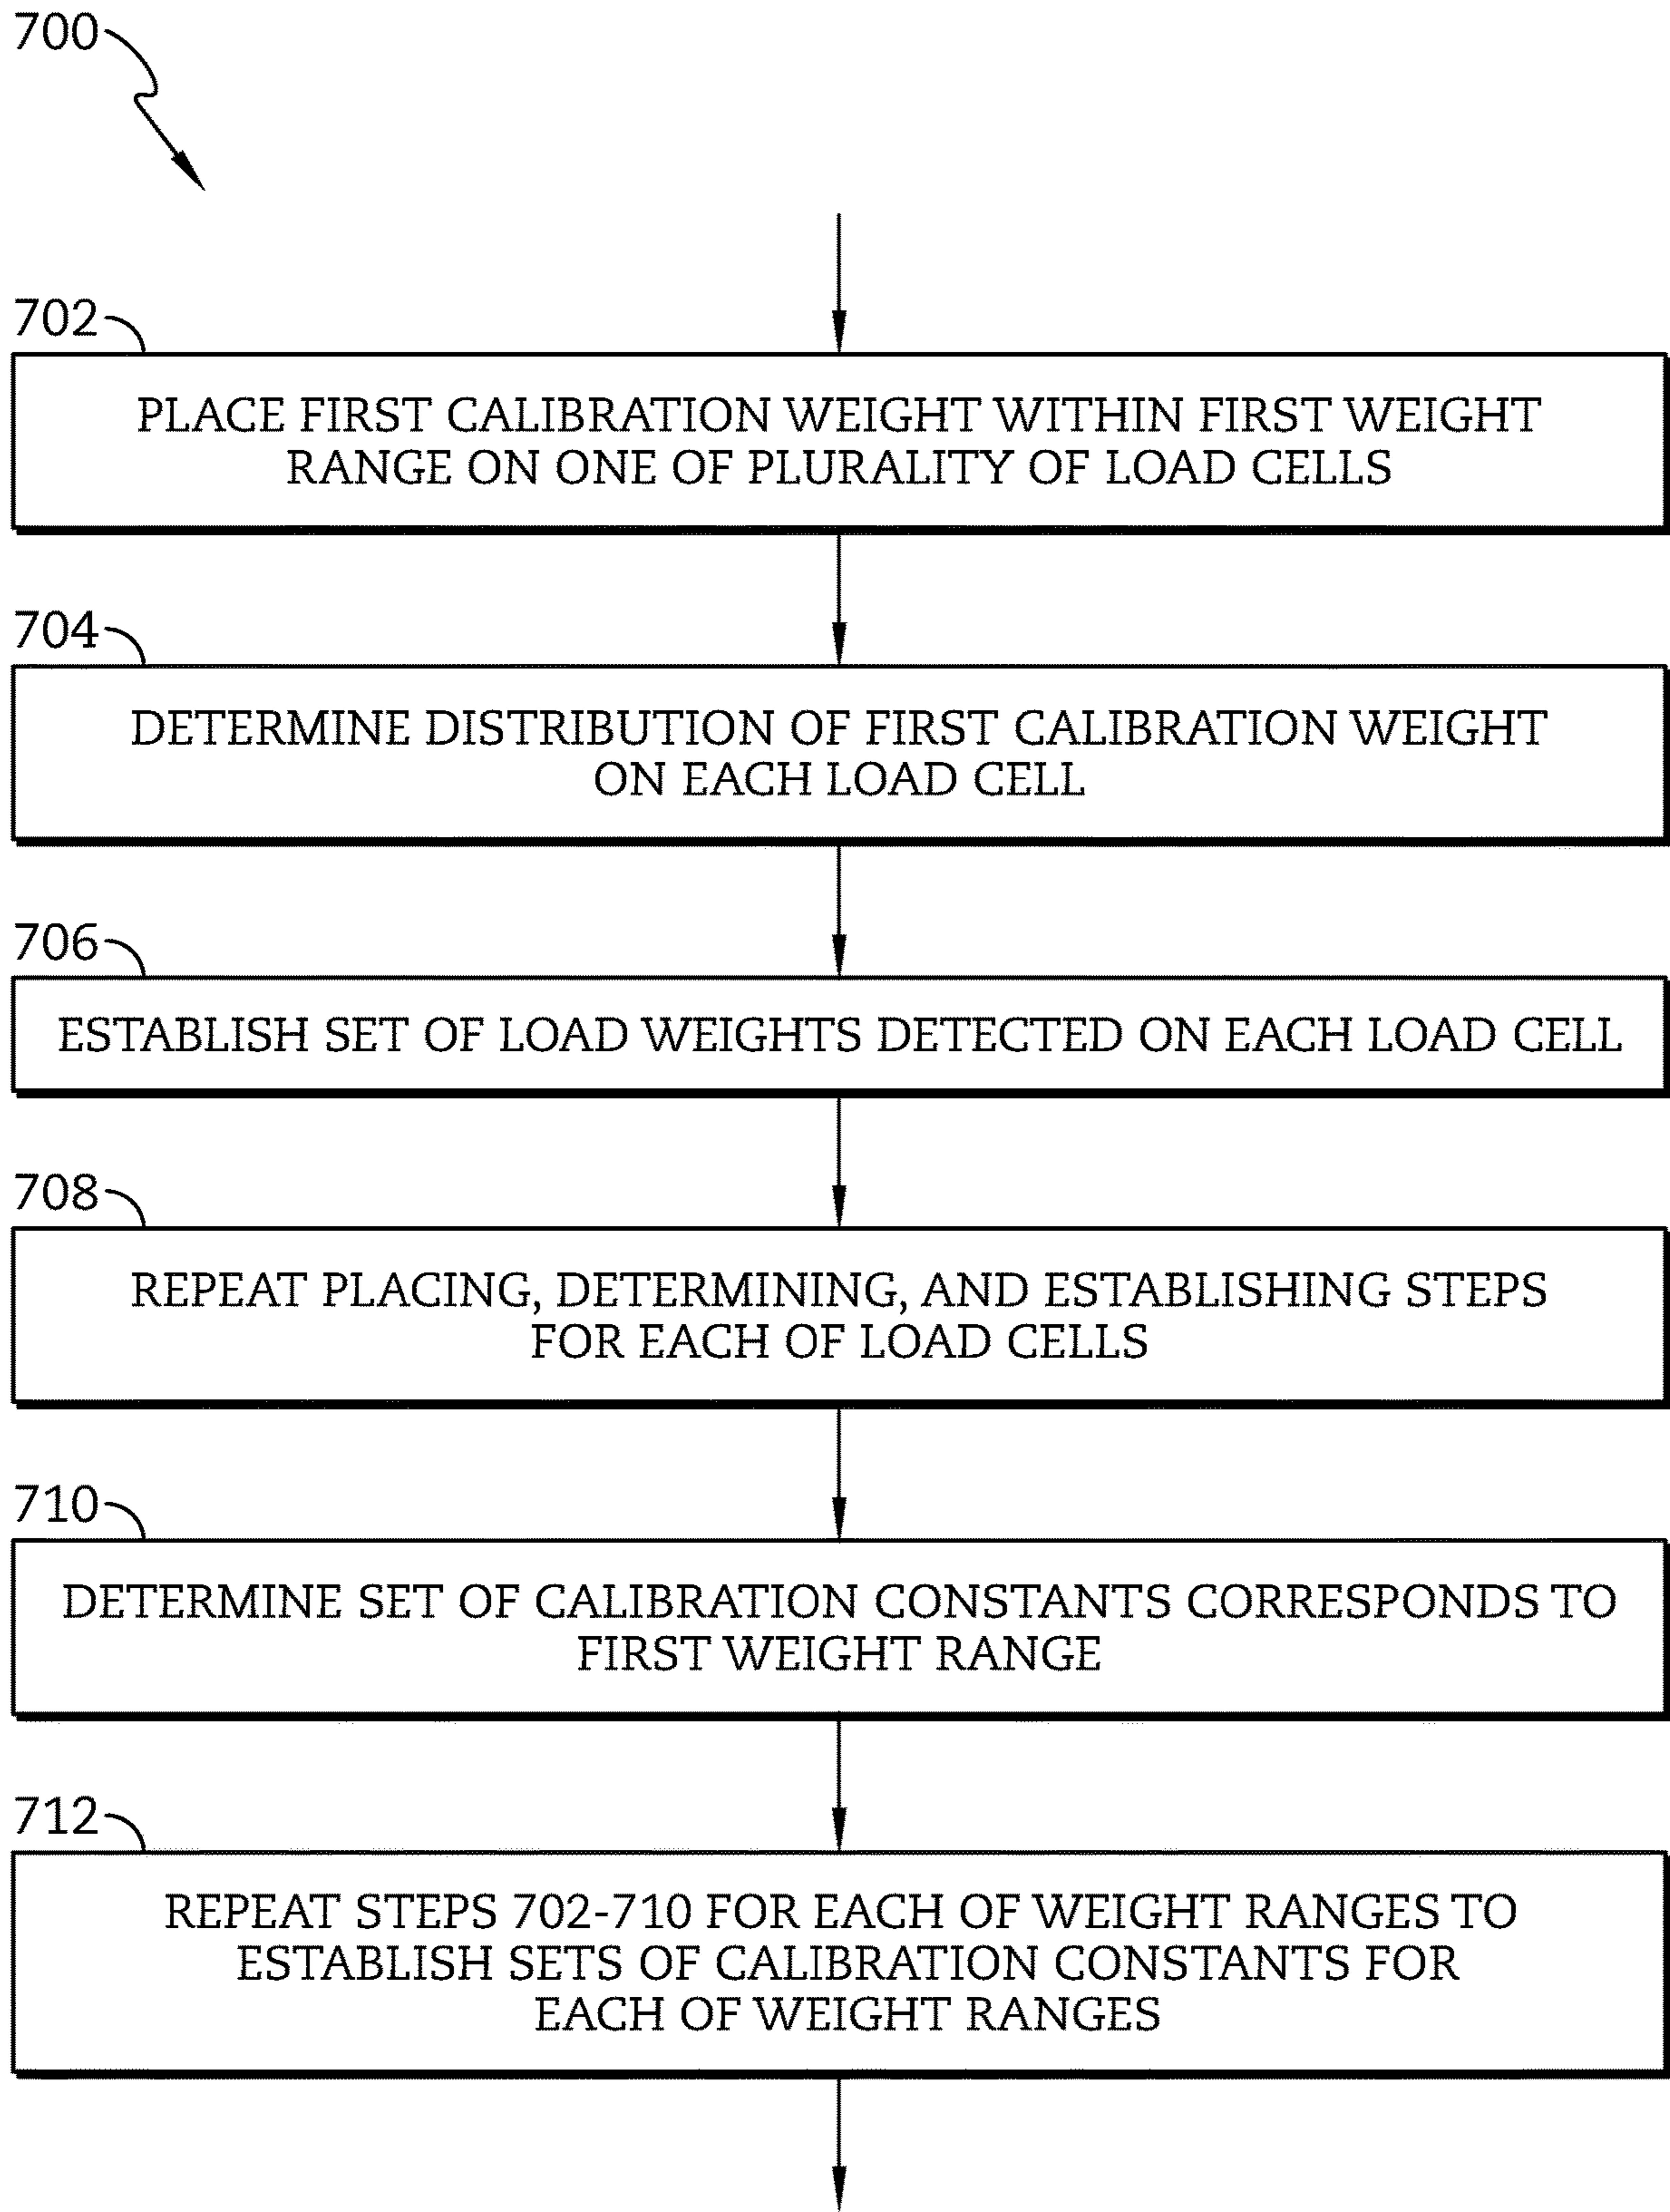 700
702
PLACE FIRST CALIBRATION WEIGHT WITHIN FIRST WEIGHT
RANGE ON ONE OF PLURALITY OF LOAD CELLS
704
DETERMINE DISTRIBUTION OF FIRST CALIBRATION WEIGHT
ON EACH LOAD CELL
706
ESTABLISH SET OF LOAD WEIGHTS DETECTED ON EACH LOAD CELL
708
REPEAT PLACING, DETERMINING, AND ESTABLISHING STEPS
FOR EACH OF LOAD CELLS
710
DETERMINE SET OF CALIBRATION CONSTANTS CORRESPONDS TO
FIRST WEIGHT RANGE
712
REPEAT STEPS 702-710 FOR EACH OF WEIGHT RANGES TO
ESTABLISH SETS OF CALIBRATION CONSTANTS FOR
EACH OF WEIGHT RANGES